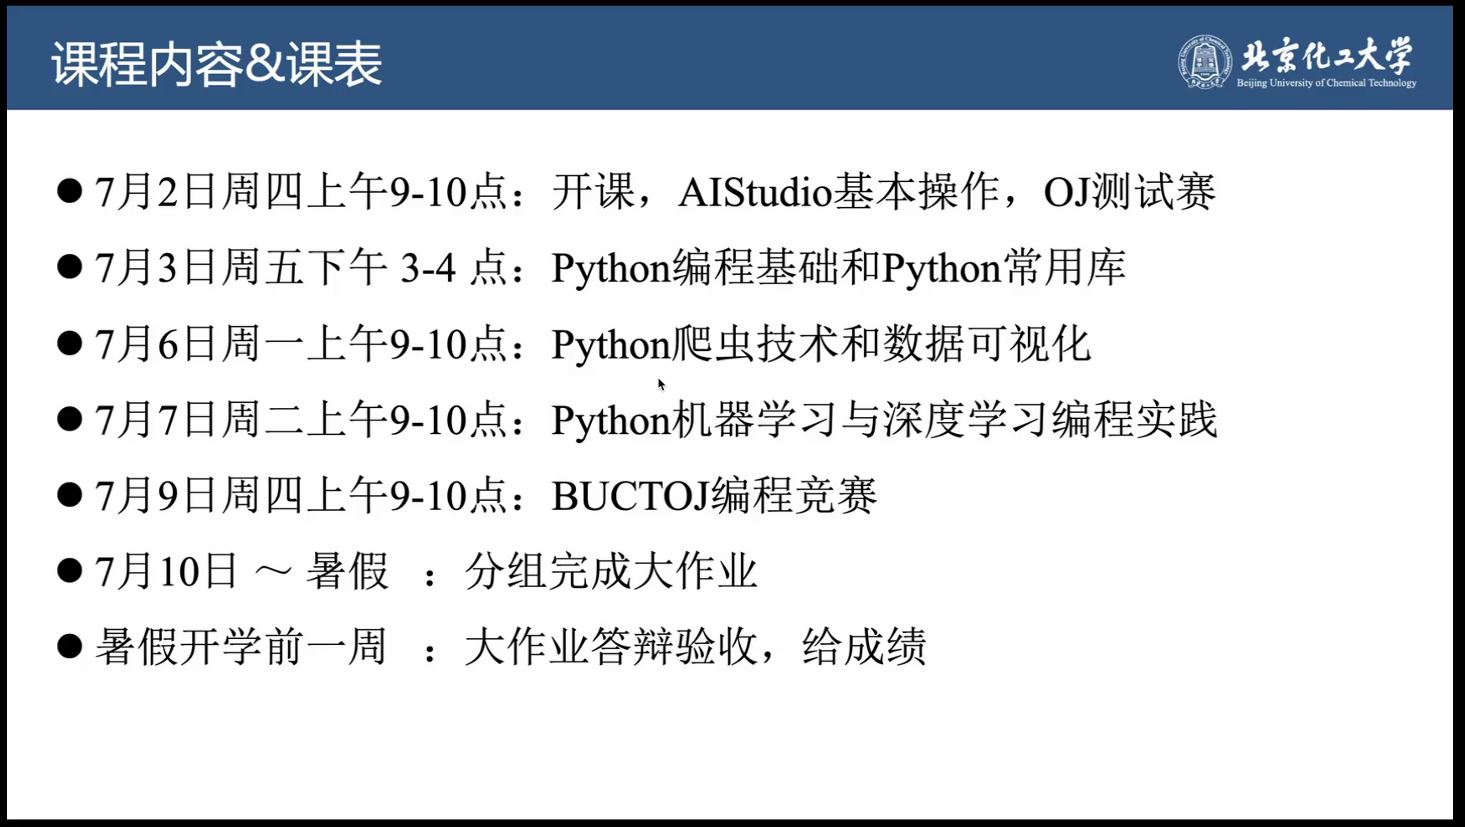 课程内容&课表
北京化工大学
Beijing University of Chemical Technology
● 7月2日周四上午9-10点：开课，AIStudio基本操作，OJ测试赛
● 7月3日周五下午 3-4 点：Python编程基础和Python常用库
● 7月6日周一上午9-10点：Python爬虫技术和数据可视化
● 7月7日周二上午9-10点：Python机器学习与深度学习编程实践
● 7月9日周四上午9-10点：BUCTOJ编程竞赛
● 7月10日 ～ 暑假 ：分组完成大作业
● 暑假开学前一周 ：大作业答辩验收，给成绩